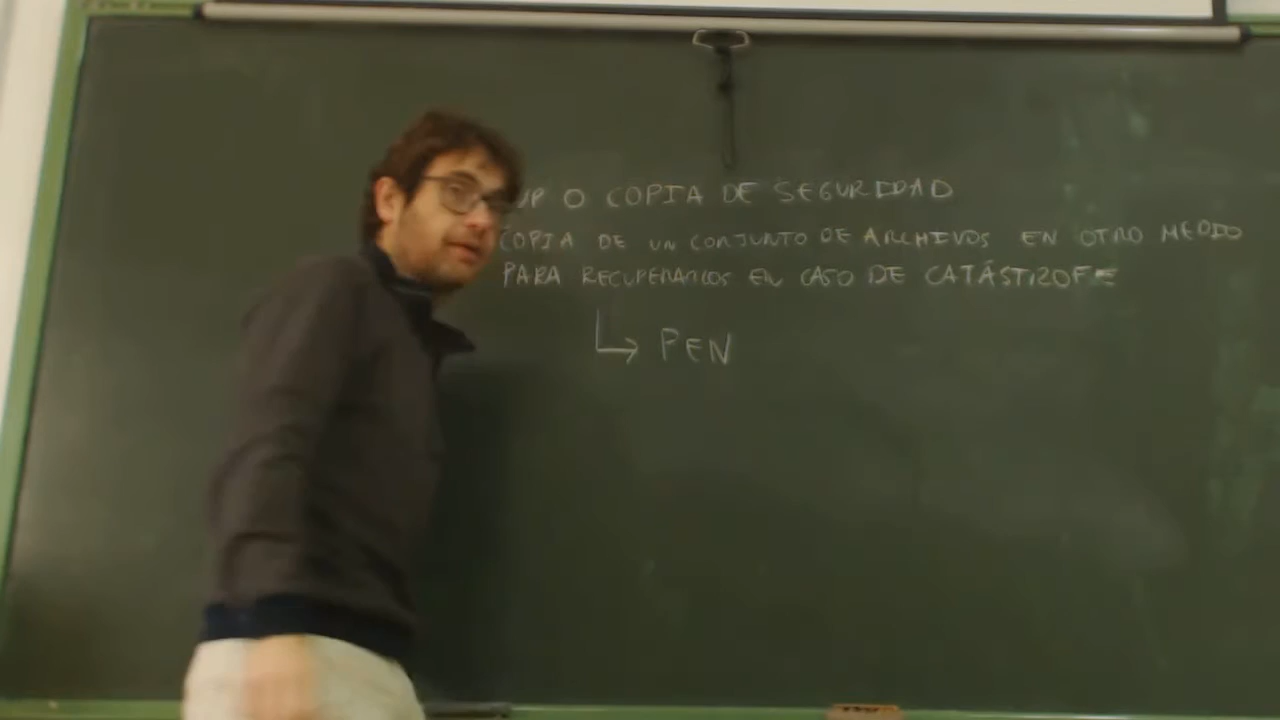 UP O COPIA DE SEGURIDAD
COPIA DE UN CONJUNTO DE ARCHIVOS EN OTRO MEDIO
PARA RECUPERARLOS EN CASO DE CATÁSTROFE
↳ PEN